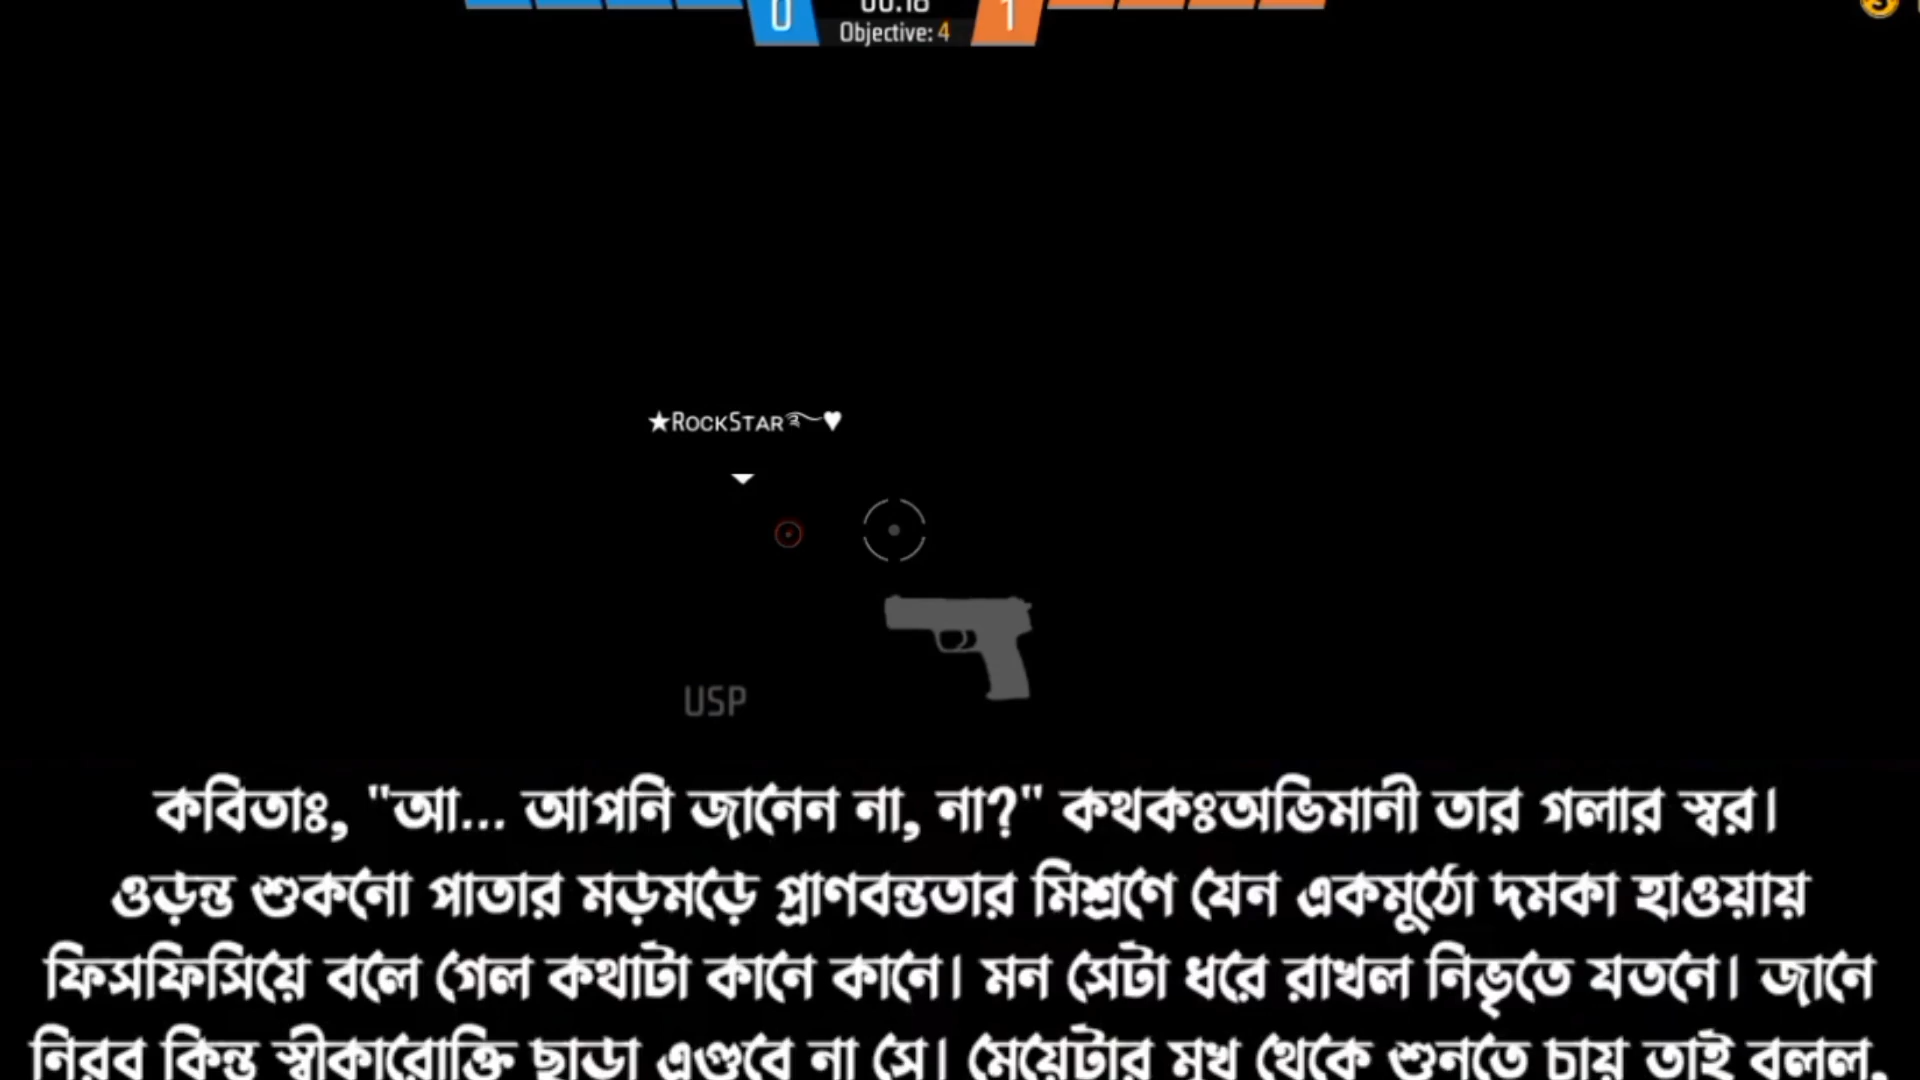 0
00:18
1
Objective: 4
★ROCKSTAR࿐♥
USP
কবিতাঃ, "আ... আপনি জানেন না, না?" কথকঃঅভিমানী তার গলার স্বর।
ওড়ন্ত শুকনো পাতার মড়মড়ে প্রাণবন্ততার মিশ্রণে যেন একমুঠো দমকা হাওয়ায়
ফিসফিসিয়ে বলে গেল কথাটা কানে কানে। মন সেটা ধরে রাখল নিভৃতে যতনে। জানে
নিরব কিন্তু স্বীকারোক্তি ছাড়া এগুবে না সে। মেয়েটার মুখ থেকে শুনতে চায় তাই বলল,